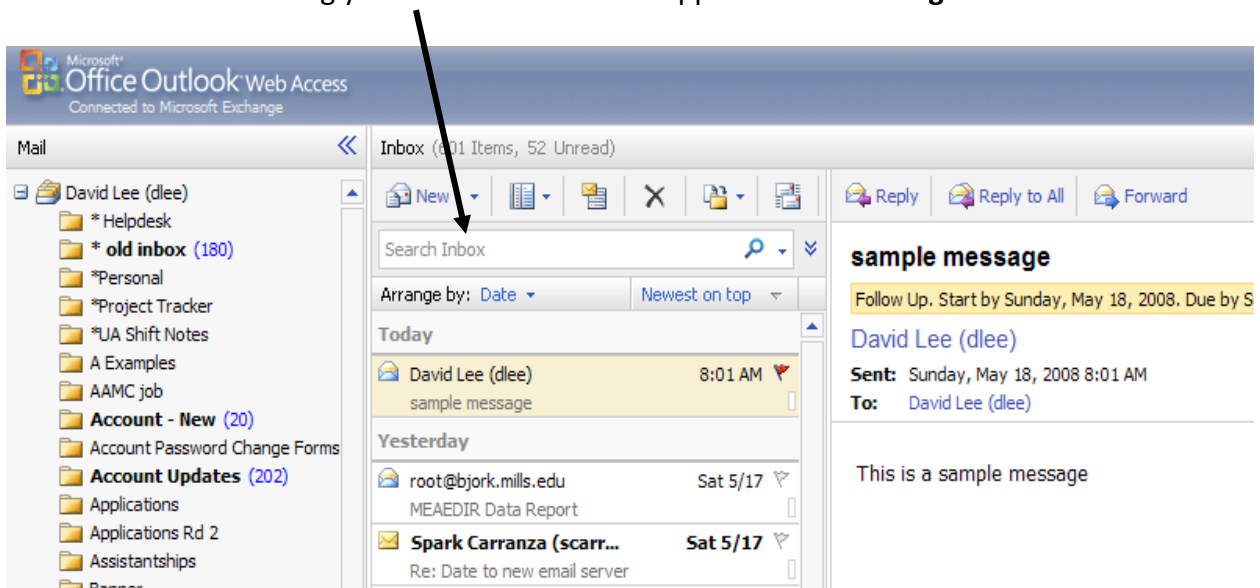 Microsoft®
Office Outlook® Web Access
Connected to Microsoft Exchange
Mail
David Lee (dlee)
* Helpdesk
* old inbox (180)
*Personal
*Project Tracker
*UA Shift Notes
A Examples
AAMC job
Account - New (20)
Account Password Change Forms
Account Updates (202)
Applications
Applications Rd 2
Assistantships
Inbox (601 Items, 52 Unread)
New
Search Inbox
Arrange by: Date Newest on top
Today
David Lee (dlee) 8:01 AM
sample message
Yesterday
root@bjork.mills.edu Sat 5/17
MEAEDIR Data Report
Spark Carranza (scarr... Sat 5/17
Re: Date to new email server
Reply Reply to All Forward
sample message
Follow Up. Start by Sunday, May 18, 2008. Due by S
David Lee (dlee)
Sent: Sunday, May 18, 2008 8:01 AM
To: David Lee (dlee)
This is a sample message